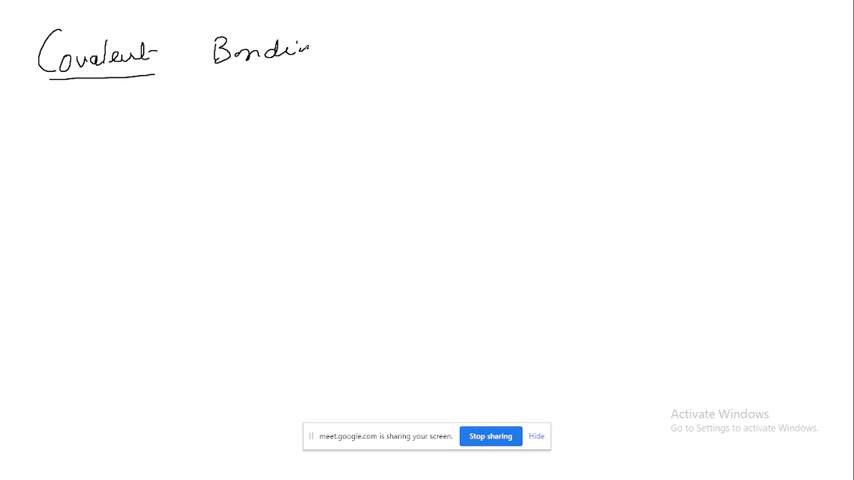 Covalent Bondin
meet.google.com is sharing your screen. Stop sharing Hide
Activate Windows
Go to Settings to activate Windows.